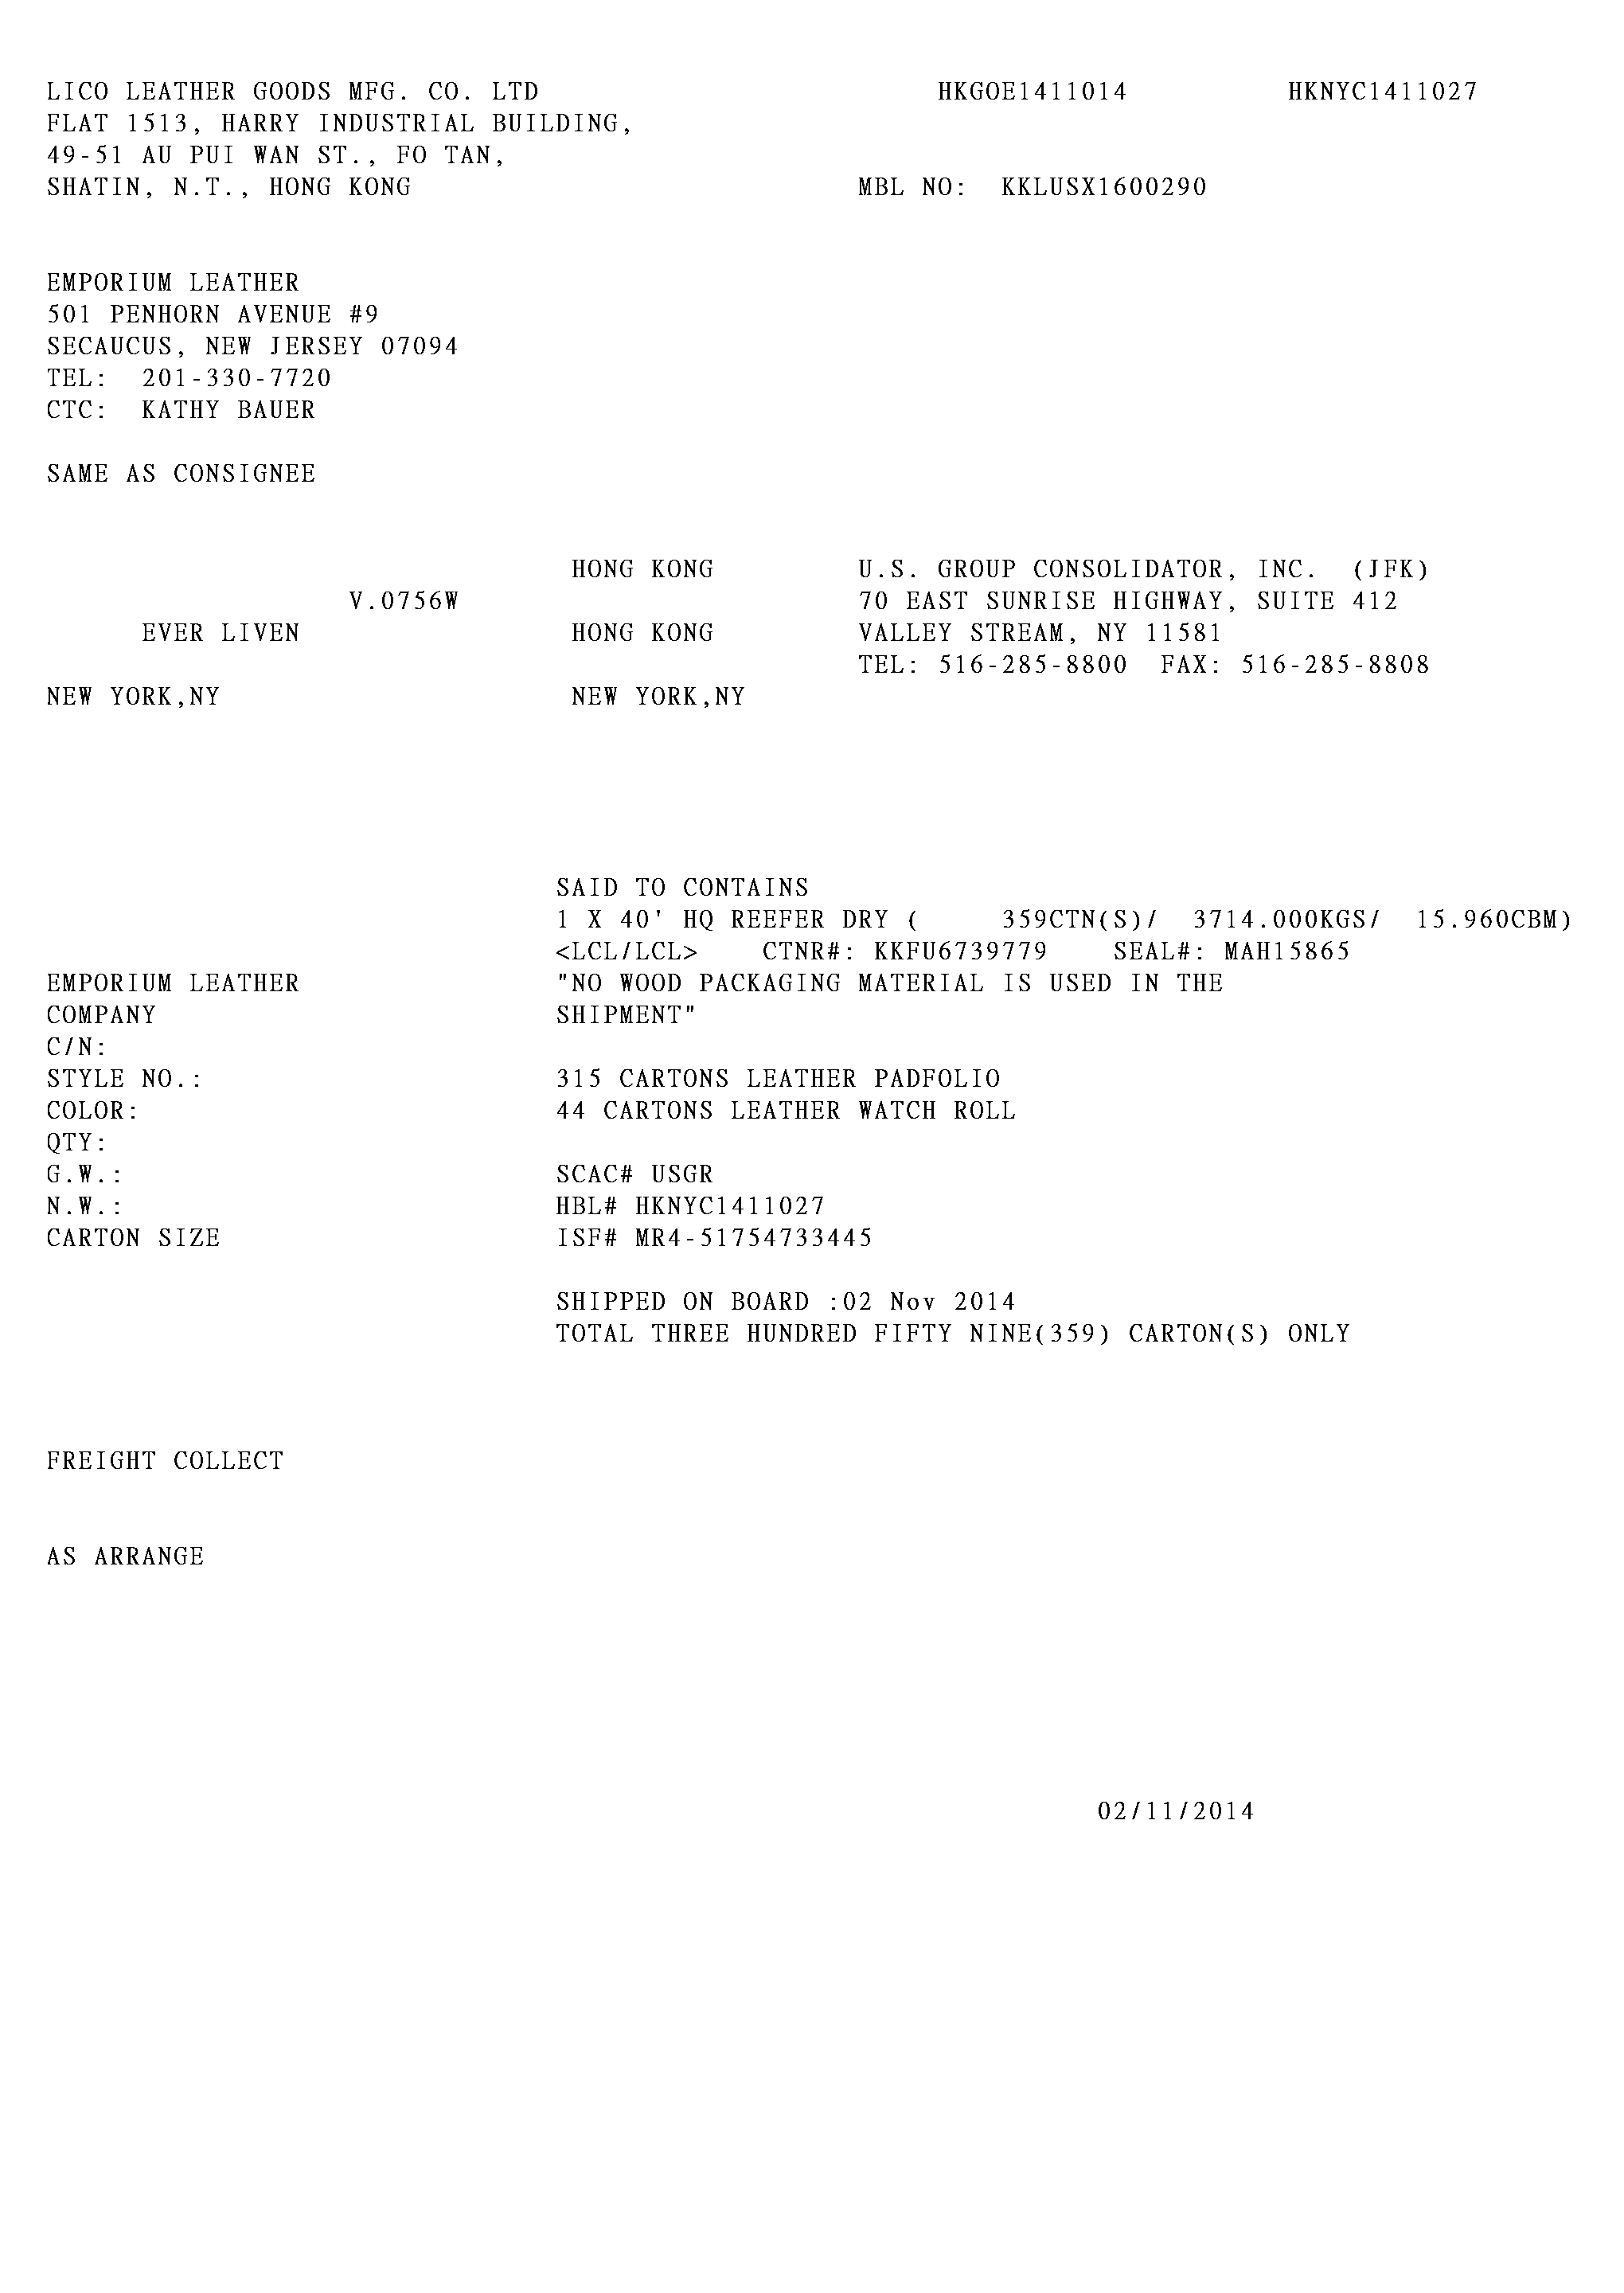 LICO LEATHER GOODS MFG. CO. LTD HKGOE1411014 HKNYC1411027
FLAT 1513, HARRY INDUSTRIAL BUILDING,
49-51 AU PUI WAN ST., FO TAN,
SHATIN, N.T., HONG KONG MBL NO: KKLUSX1600290
EMPORIUM LEATHER
501 PENHORN AVENUE #9
SECAUCUS, NEW JERSEY 07094
TEL: 201-330-7720
CTC: KATHY BAUER
SAME AS CONSIGNEE
HONG KONG U.S. GROUP CONSOLIDATOR, INC. (JFK)
V.0756W 70 EAST SUNRISE HIGHWAY, SUITE 412
EVER LIVEN HONG KONG VALLEY STREAM, NY 11581
TEL: 516-285-8800 FAX: 516-285-8808
NEW YORK,NY NEW YORK,NY
SAID TO CONTAINS
1 X 40' HQ REEFER DRY ( 359CTN(S)/ 3714.000KGS/ 15.960CBM)
<LCL/LCL> CTNR#: KKFU6739779 SEAL#: MAH15865
EMPORIUM LEATHER "NO WOOD PACKAGING MATERIAL IS USED IN THE
COMPANY SHIPMENT"
C/N:
STYLE NO.: 315 CARTONS LEATHER PADFOLIO
COLOR: 44 CARTONS LEATHER WATCH ROLL
QTY:
G.W.: SCAC# USGR
N.W.: HBL# HKNYC1411027
CARTON SIZE ISF# MR4-51754733445
SHIPPED ON BOARD :02 Nov 2014
TOTAL THREE HUNDRED FIFTY NINE(359) CARTON(S) ONLY
FREIGHT COLLECT
AS ARRANGE
02/11/2014